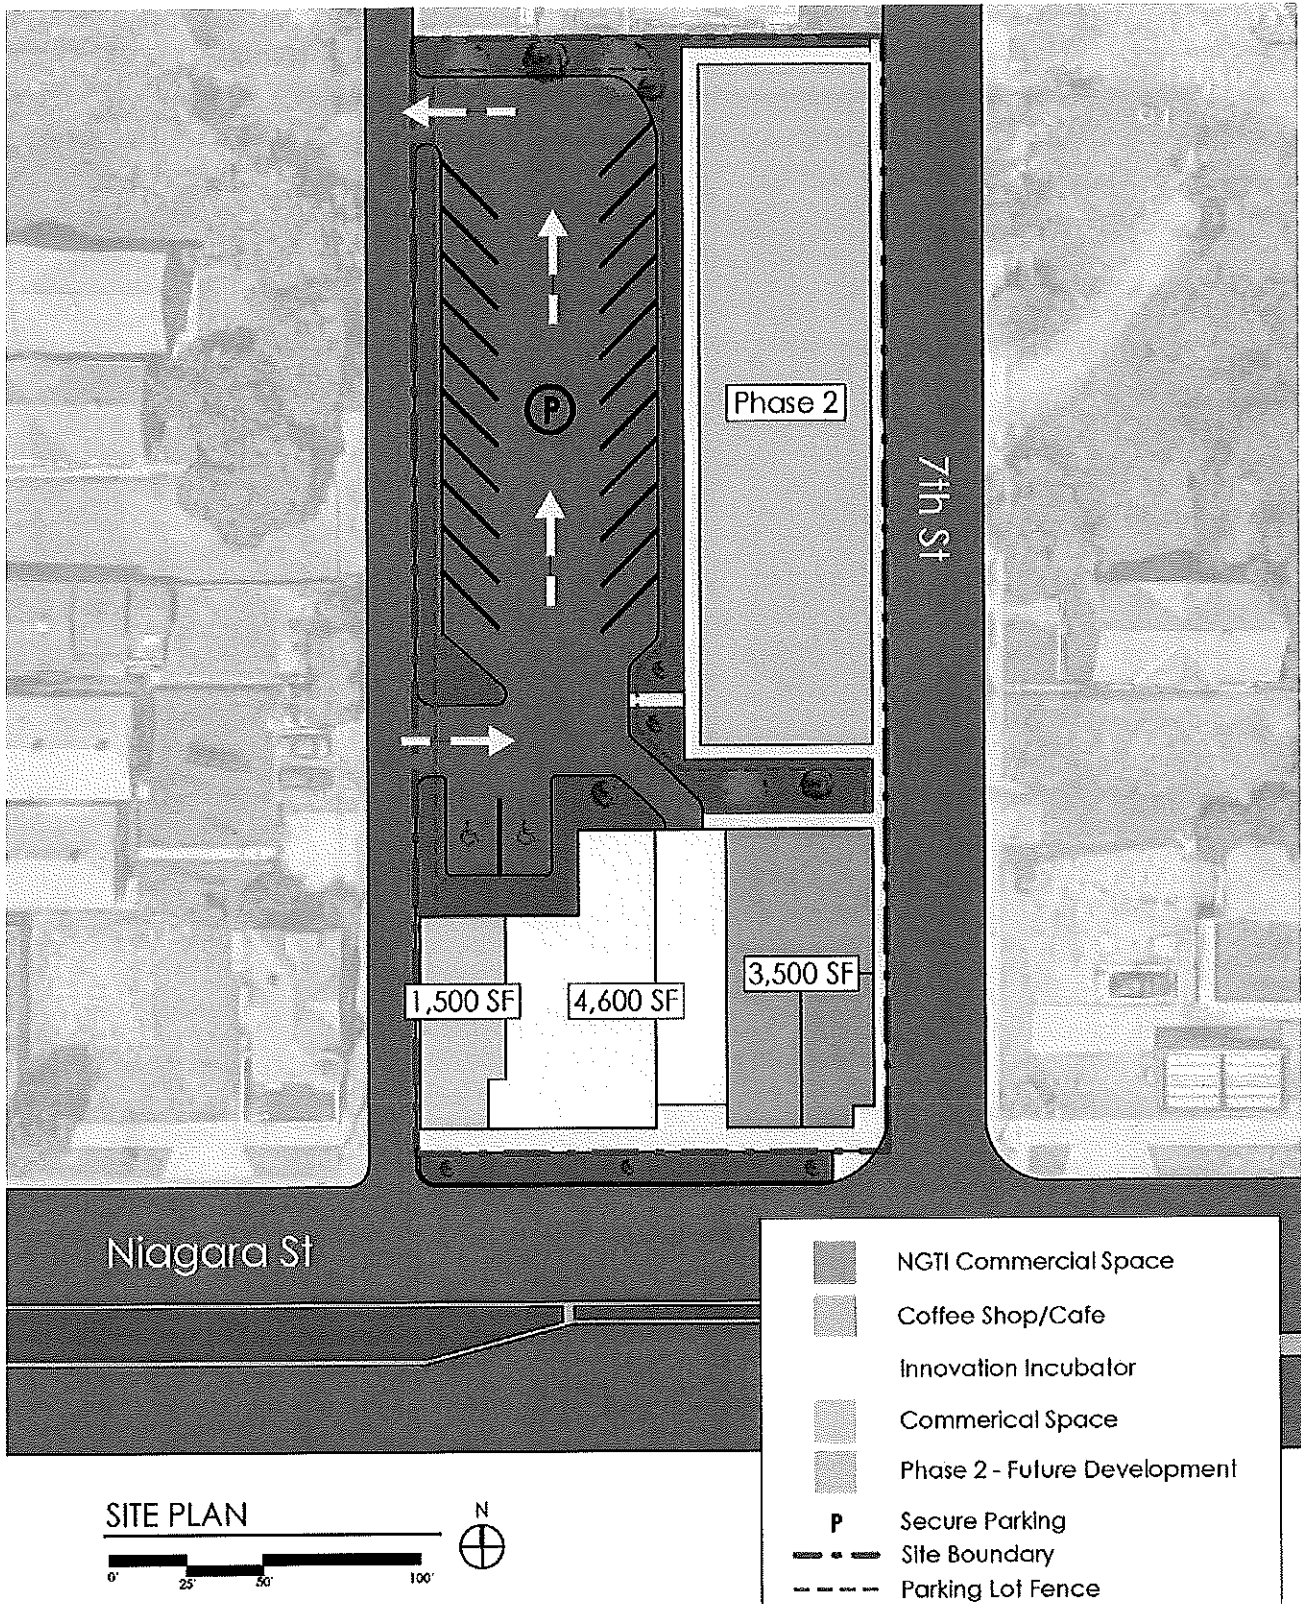 P
Phase 2
7th St
1,500 SF
4,600 SF
3,500 SF
Niagara St
NGTI Commercial Space
Coffee Shop/Cafe
Innovation Incubator
Commerical Space
Phase 2 - Future Development
P Secure Parking
Site Boundary
Parking Lot Fence
SITE PLAN
N
0' 25' 50' 100'